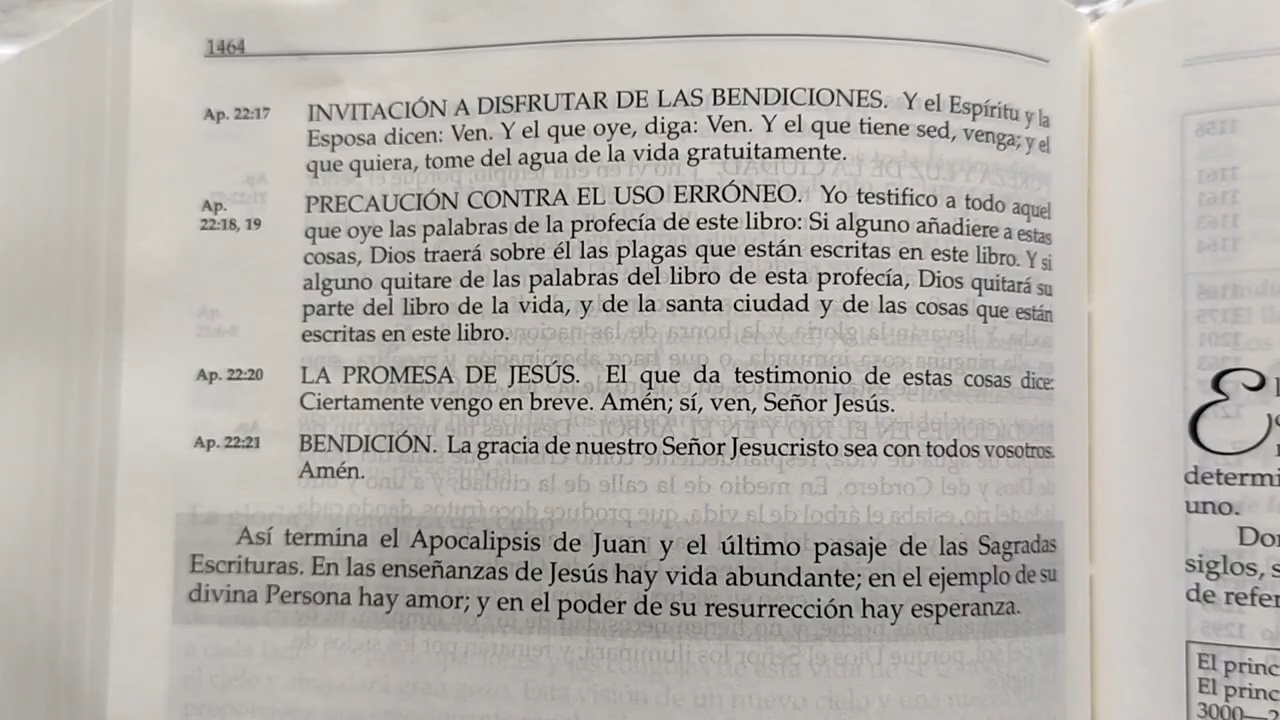 1464
Ap. 22:17 INVITACIÓN A DISFRUTAR DE LAS BENDICIONES. Y el Espíritu y la
Esposa dicen: Ven. Y el que oye, diga: Ven. Y el que tiene sed, venga; y el
que quiera, tome del agua de la vida gratuitamente.
Ap. 22:18, 19 PRECAUCIÓN CONTRA EL USO ERRÓNEO. Yo testifico a todo aquel
que oye las palabras de la profecía de este libro: Si alguno añadiere a estas
cosas, Dios traerá sobre él las plagas que están escritas en este libro. Y si
alguno quitare de las palabras del libro de esta profecía, Dios quitará su
parte del libro de la vida, y de la santa ciudad y de las cosas que están
escritas en este libro.
Ap. 22:20 LA PROMESA DE JESÚS. El que da testimonio de estas cosas dice:
Ciertamente vengo en breve. Amén; sí, ven, Señor Jesús.
Ap. 22:21 BENDICIÓN. La gracia de nuestro Señor Jesucristo sea con todos vosotros.
Amén.
Así termina el Apocalipsis de Juan y el último pasaje de las Sagradas
Escrituras. En las enseñanzas de Jesús hay vida abundante; en el ejemplo de su
divina Persona hay amor; y en el poder de su resurrección hay esperanza.
E
determi
uno.
siglos, s
de refer
El princ
El princ